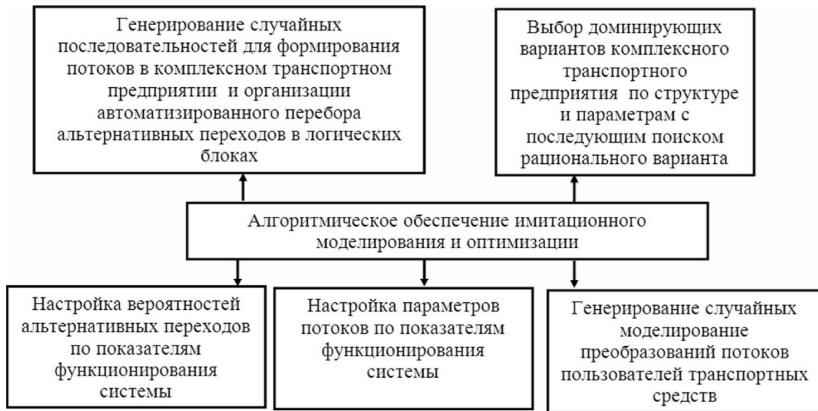 Генерирование случайных
последовательностей для формирования
потоков в комплексном транспортном
предприятии и организации
автоматизированного перебора
альтернативных переходов в логических
блоках
Выбор доминирующих
вариантов комплексного
транспортного
предприятия по структуре
и параметрам с
последующим поиском
рационального варианта
Алгоритмическое обеспечение имитационного
моделирования и оптимизации
Настройка вероятностей
альтернативных переходов
по показателям
функционирования
системы
Настройка параметров
потоков по показателям
функционирования
системы
Генерирование случайных
моделирование
преобразований потоков
пользователей транспортных
средств